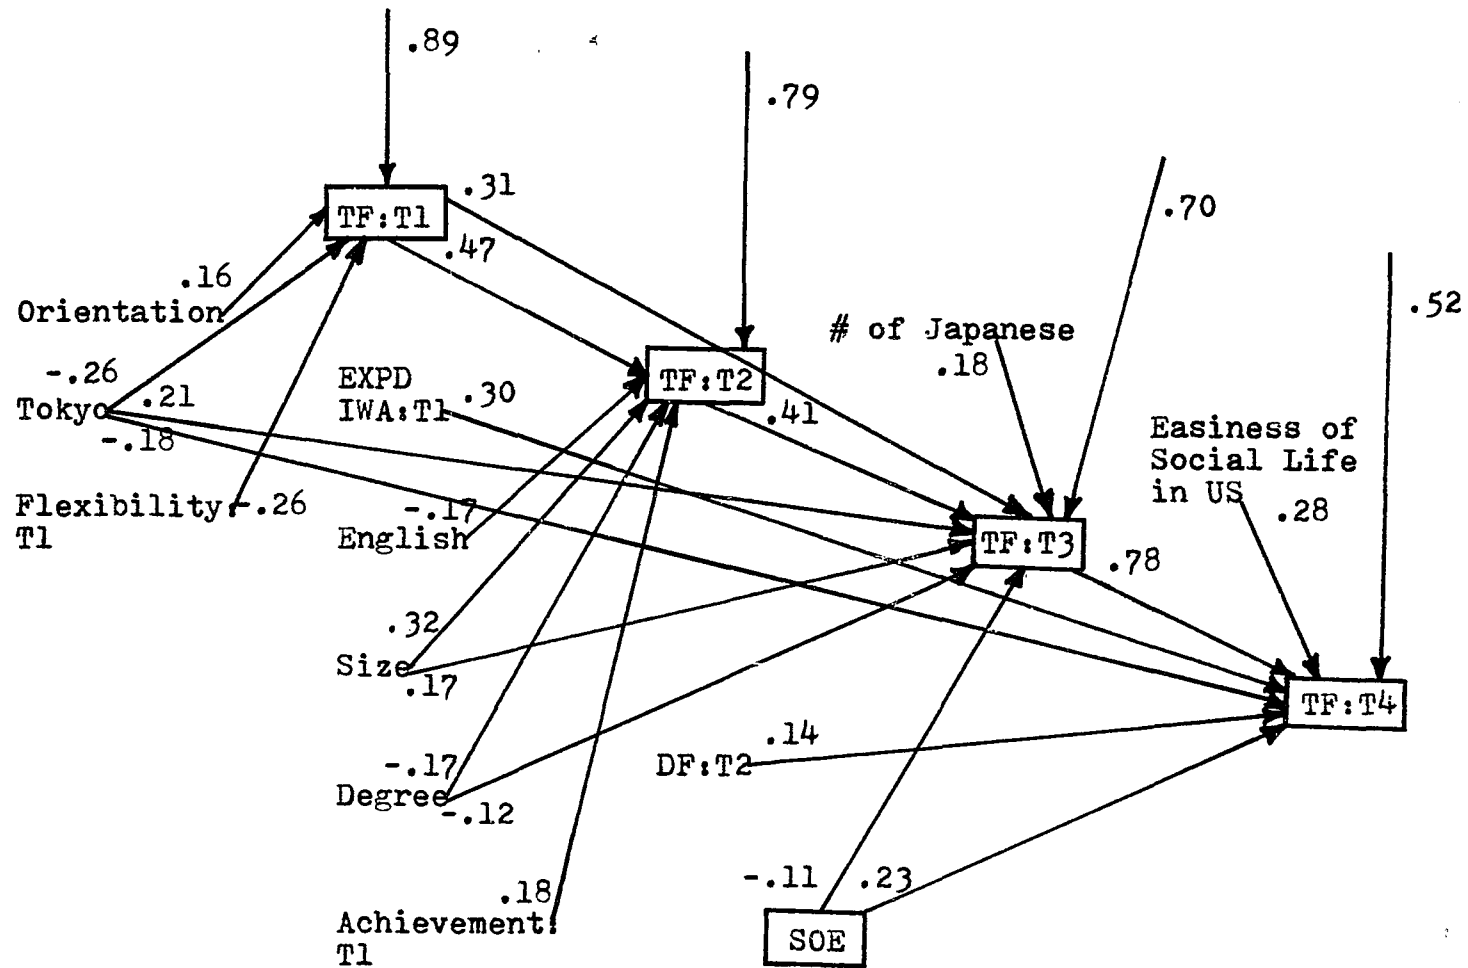 .89
.79
.31
TF:T1
.70
.47
.16
Orientation
.52
# of Japanese
.18
-.26
EXPD
IWA:T1
.30
TF:T2
Tokyo
.21
.41
-.18
Easiness of
Social Life
in US
.28
Flexibility:
T1
-.26
-.17
English
TF:T3
.78
.32
Size
.17
TF:T4
.14
DF:T2
-.17
Degree
-.12
-.11
.23
.18
Achievement:
T1
SOE